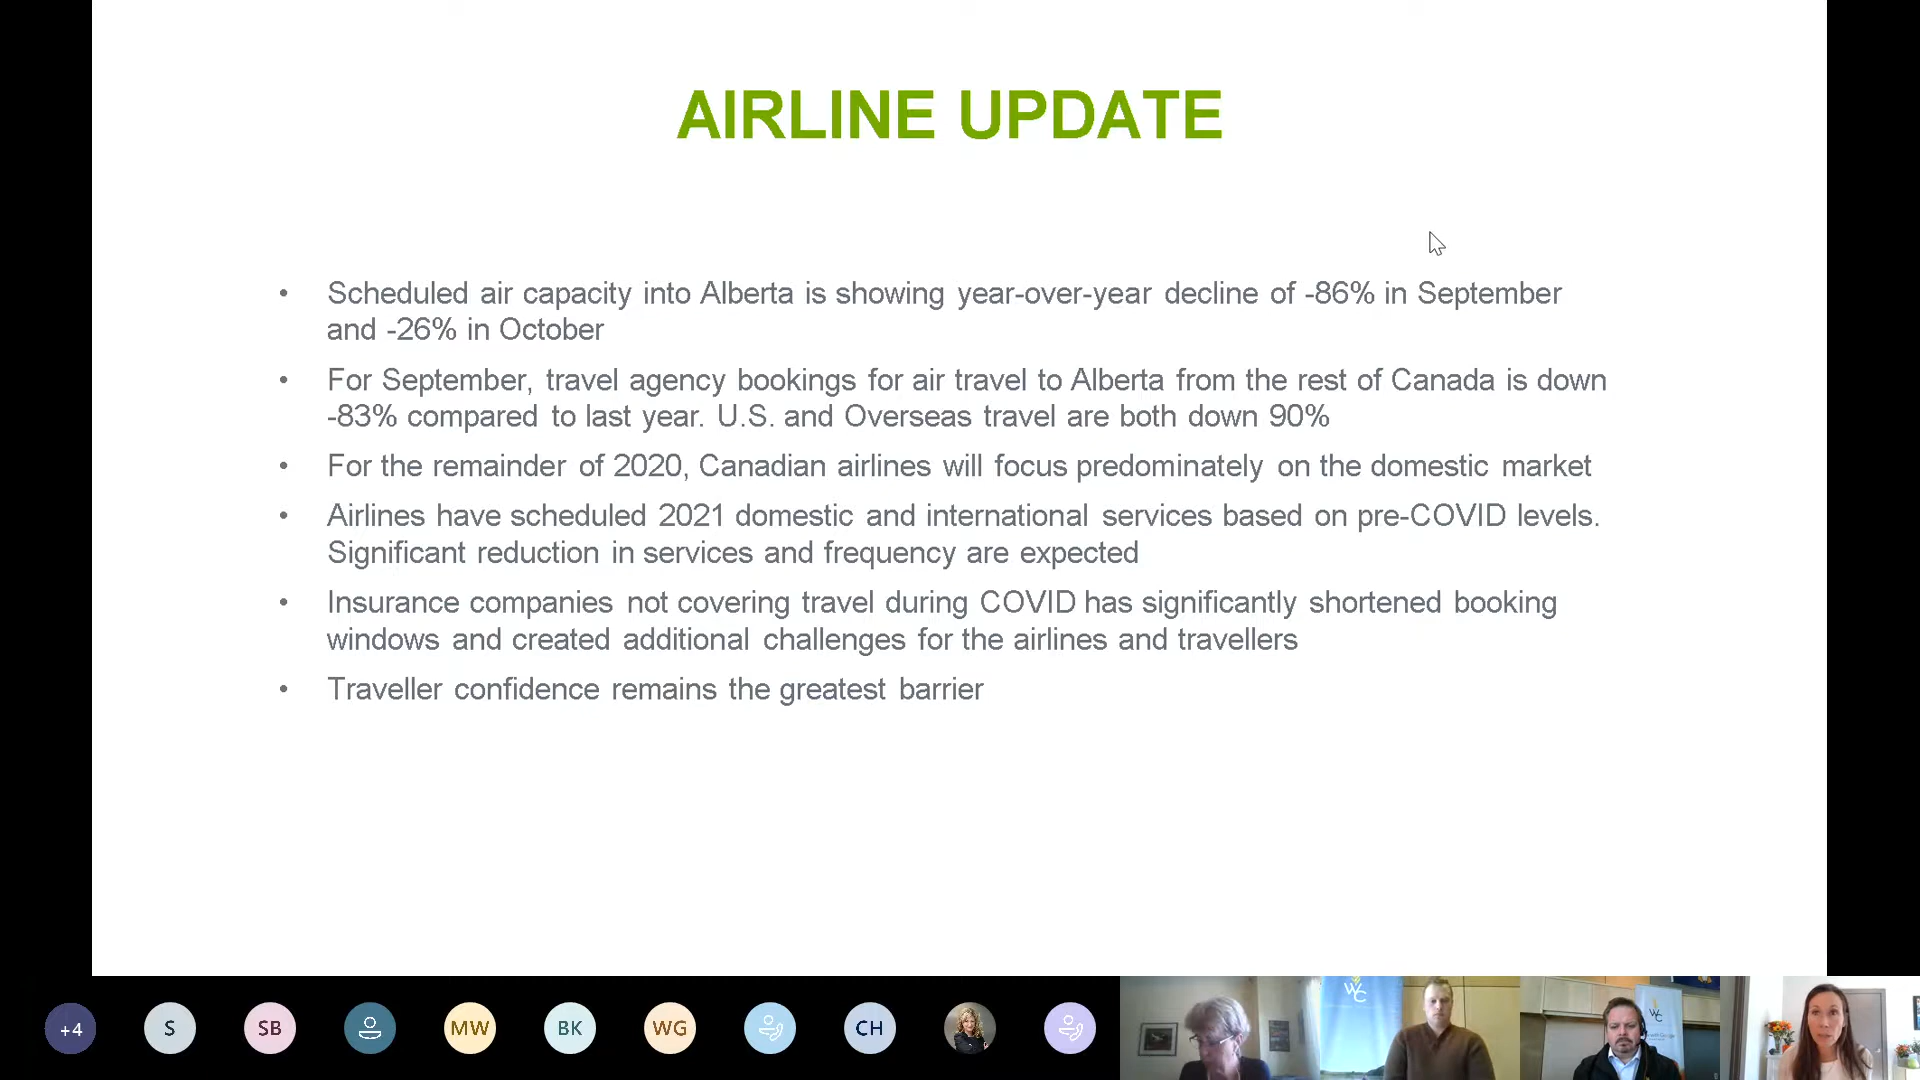 AIRLINE UPDATE
• Scheduled air capacity into Alberta is showing year-over-year decline of -86% in September
and -26% in October
• For September, travel agency bookings for air travel to Alberta from the rest of Canada is down
-83% compared to last year. U.S. and Overseas travel are both down 90%
• For the remainder of 2020, Canadian airlines will focus predominately on the domestic market
• Airlines have scheduled 2021 domestic and international services based on pre-COVID levels.
Significant reduction in services and frequency are expected
• Insurance companies not covering travel during COVID has significantly shortened booking
windows and created additional challenges for the airlines and travellers
• Traveller confidence remains the greatest barrier
+4 S SB MW BK WG CH
WC
WC